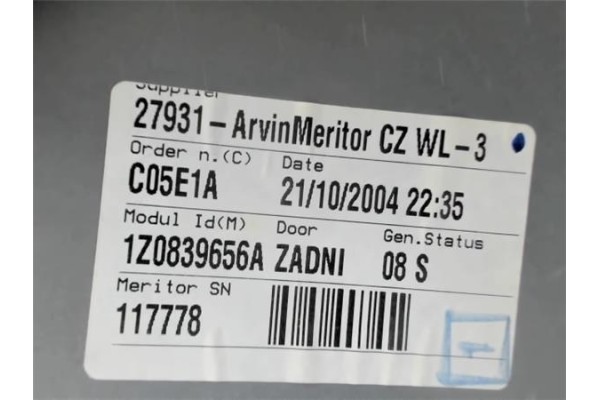 Supplier
27931-ArvinMeritor CZ WL-3
Order n.(C) Date
C05E1A 21/10/2004 22:35
Modul Id(M) Door Gen.Status
1Z0839656A ZADNI 08 S
Meritor SN
117778